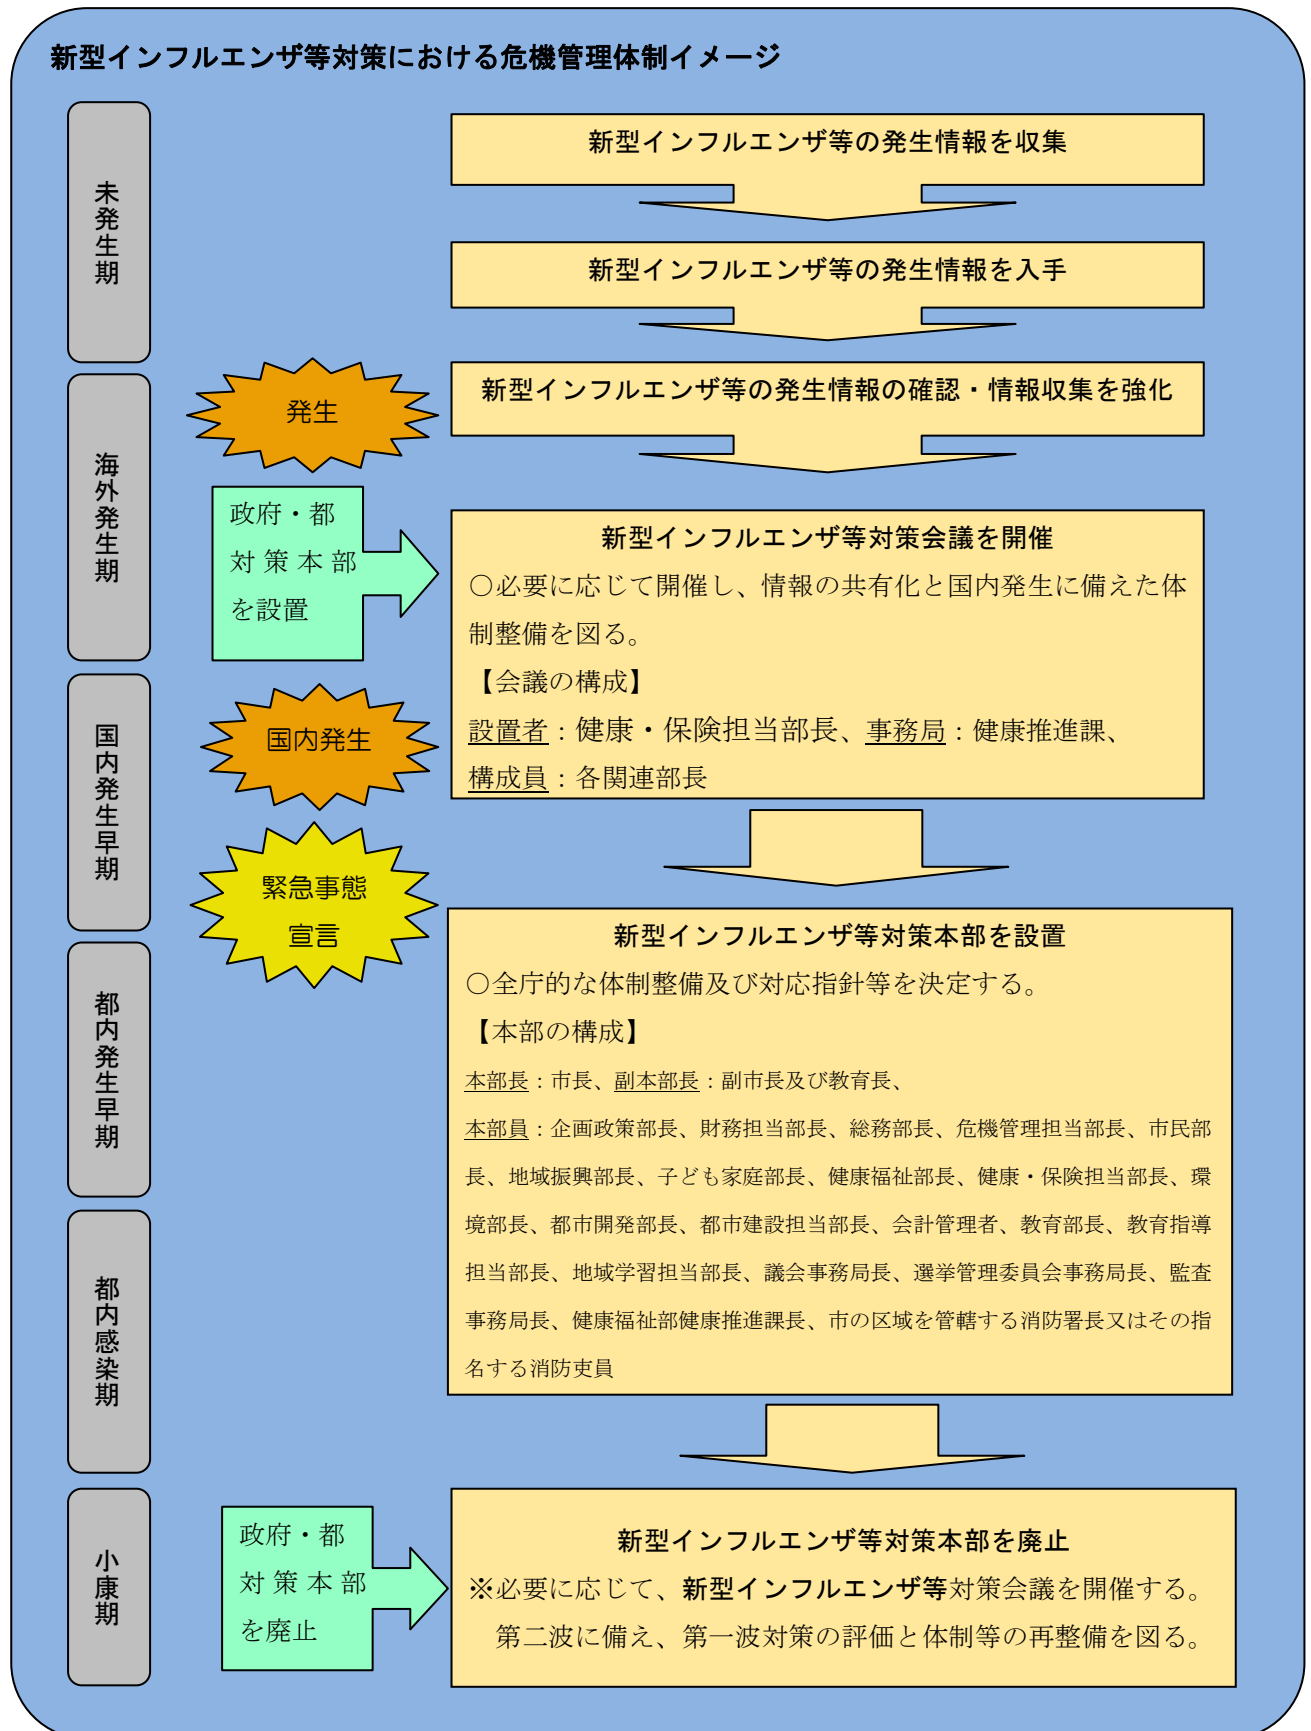 新型インフルエンザ等対策における危機管理体制イメージ
未発生期
新型インフルエンザ等の発生情報を収集
新型インフルエンザ等の発生情報を入手
海外発生期
発生
新型インフルエンザ等の発生情報の確認・情報収集を強化
政府・都
対策本部
を設置
新型インフルエンザ等対策会議を開催
○必要に応じて開催し、情報の共有化と国内発生に備えた体
制整備を図る。
【会議の構成】
設置者：健康・保険担当部長、事務局：健康推進課、
構成員：各関連部長
国内発生早期
国内発生
緊急事態
宣言
都内発生早期
新型インフルエンザ等対策本部を設置
○全庁的な体制整備及び対応指針等を決定する。
【本部の構成】
本部長：市長、副本部長：副市長及び教育長、
本部員：企画政策部長、財務担当部長、総務部長、危機管理担当部長、市民部
長、地域振興部長、子ども家庭部長、健康福祉部長、健康・保険担当部長、環
境部長、都市開発部長、都市建設担当部長、会計管理者、教育部長、教育指導
担当部長、地域学習担当部長、議会事務局長、選挙管理委員会事務局長、監査
事務局長、健康福祉部健康推進課長、市の区域を管轄する消防署長又はその指
名する消防吏員
都内感染期
小康期
政府・都
対策本部
を廃止
新型インフルエンザ等対策本部を廃止
※必要に応じて、新型インフルエンザ等対策会議を開催する。
第二波に備え、第一波対策の評価と体制等の再整備を図る。